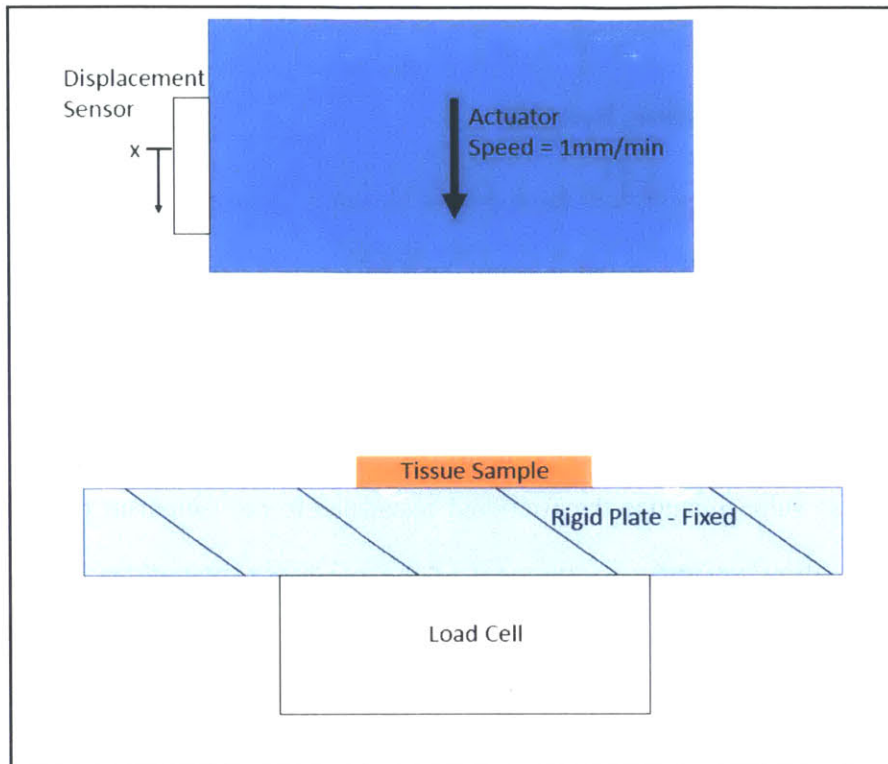 Displacement
Sensor
x
Actuator
Speed = 1mm/min
Tissue Sample
Rigid Plate - Fixed
Load Cell